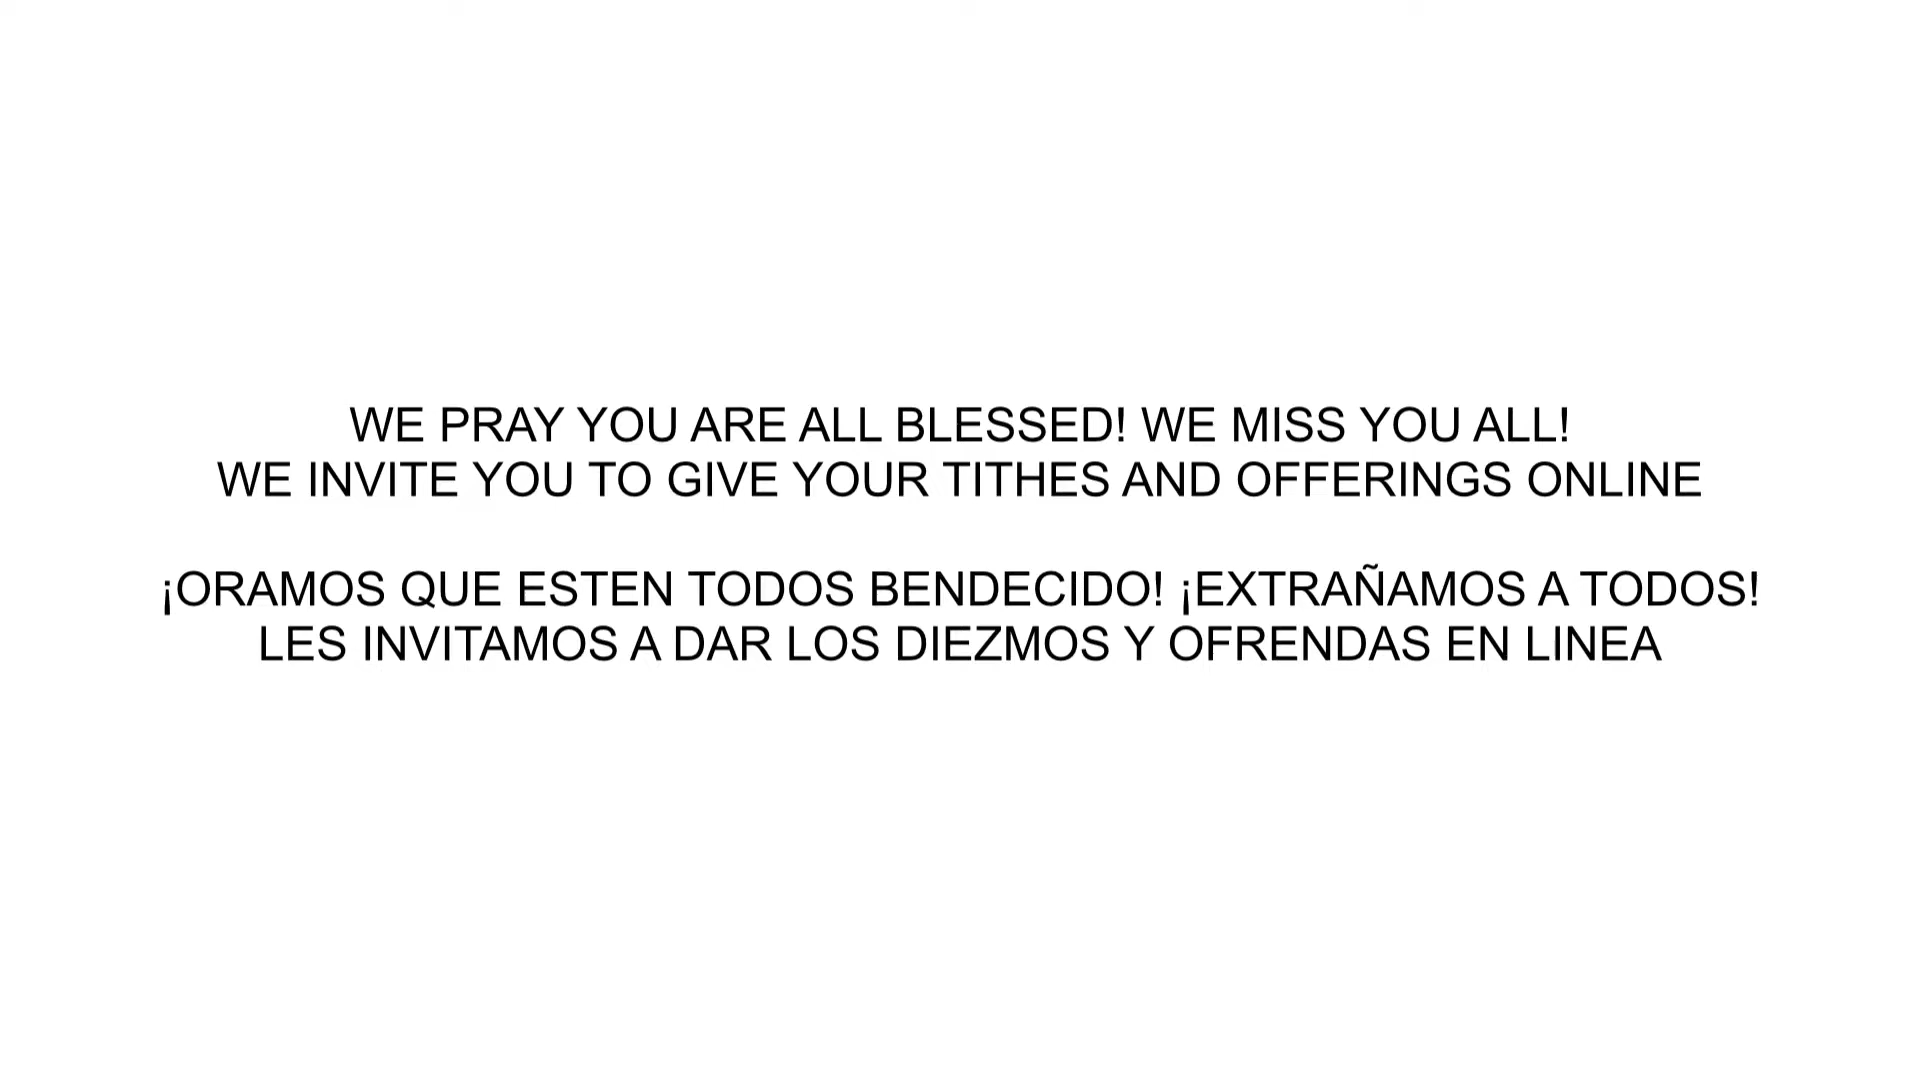 WE PRAY YOU ARE ALL BLESSED! WE MISS YOU ALL!
WE INVITE YOU TO GIVE YOUR TITHES AND OFFERINGS ONLINE
¡ORAMOS QUE ESTEN TODOS BENDECIDO! ¡EXTRAÑAMOS A TODOS!
LES INVITAMOS A DAR LOS DIEZMOS Y OFRENDAS EN LINEA